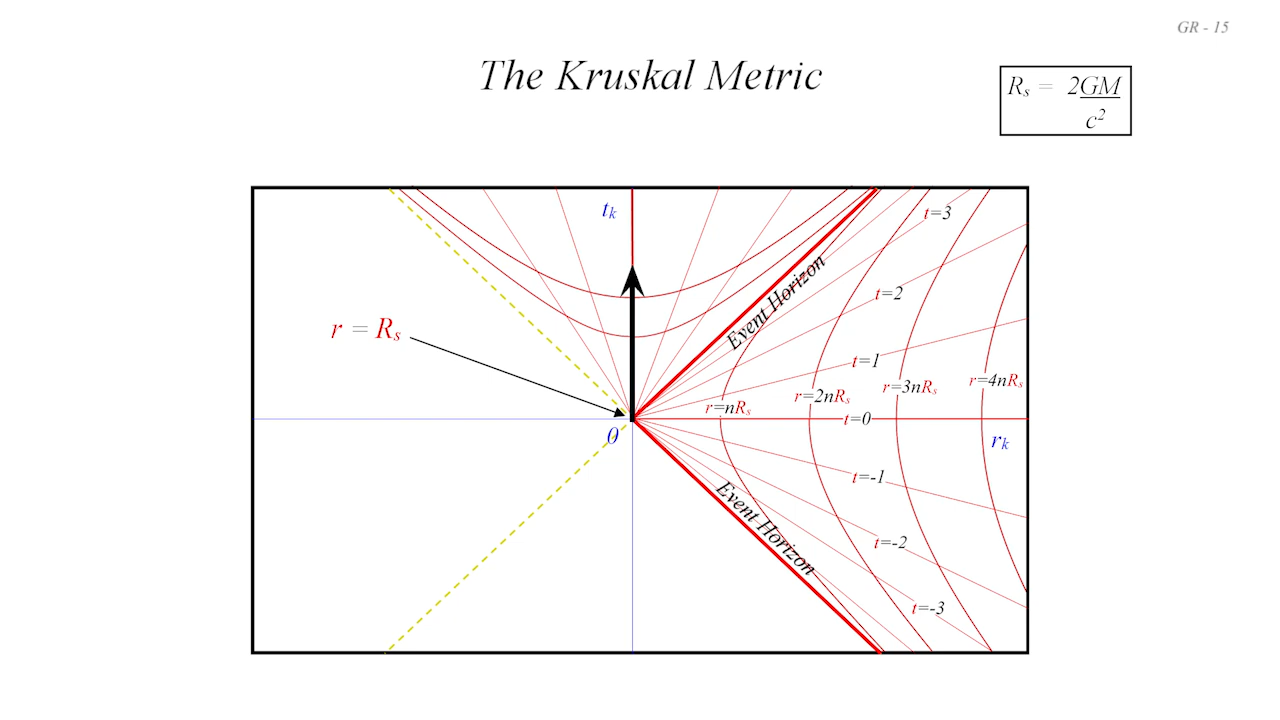 GR - 15
The Kruskal Metric
Rs = 2GM
c²
tk
t=3
Event Horizon
t=2
r = Rs
t=1
r=nRs
r=2nRs
r=3nRs
r=4nRs
t=0
0
rk
t=-1
Event Horizon
t=-2
t=-3